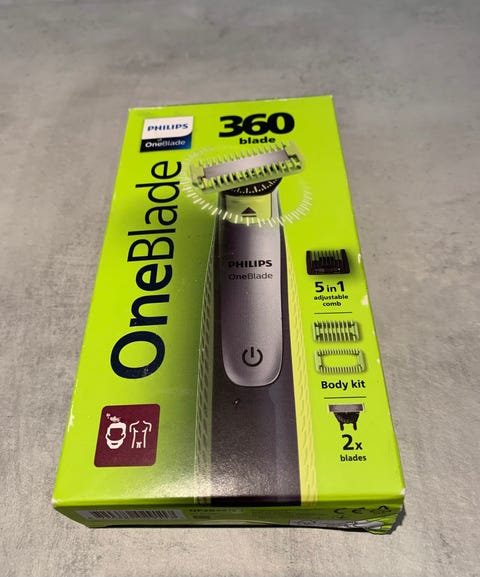 PHILIPS
OneBlade
360
blade
OneBlade
PHILIPS
OneBlade
5 in 1
adjustable
comb
Body kit
2x
blades